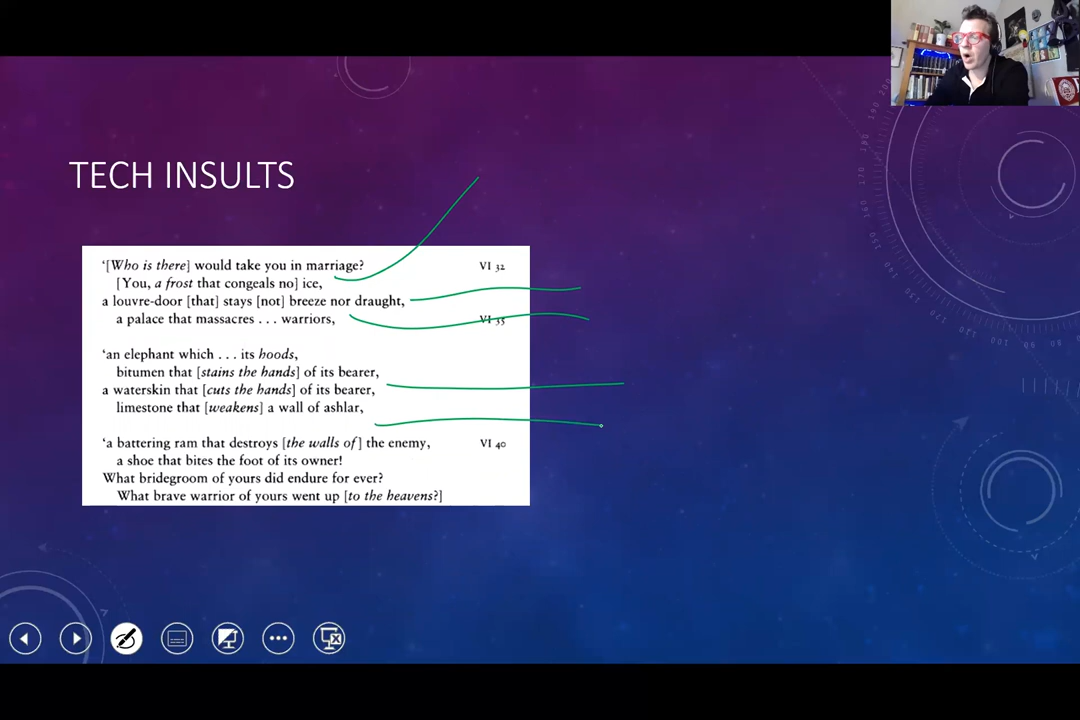 TECH INSULTS
‘[Who is there] would take you in marriage? VI 32
[You, a frost that congeals no] ice,
a louvre-door [that] stays [not] breeze nor draught,
a palace that massacres . . . warriors, VI 35
‘an elephant which . . . its hoods,
bitumen that [stains the hands] of its bearer,
a waterskin that [cuts the hands] of its bearer,
limestone that [weakens] a wall of ashlar,
‘a battering ram that destroys [the walls of] the enemy, VI 40
a shoe that bites the foot of its owner!
What bridegroom of yours did endure for ever?
What brave warrior of yours went up [to the heavens?]